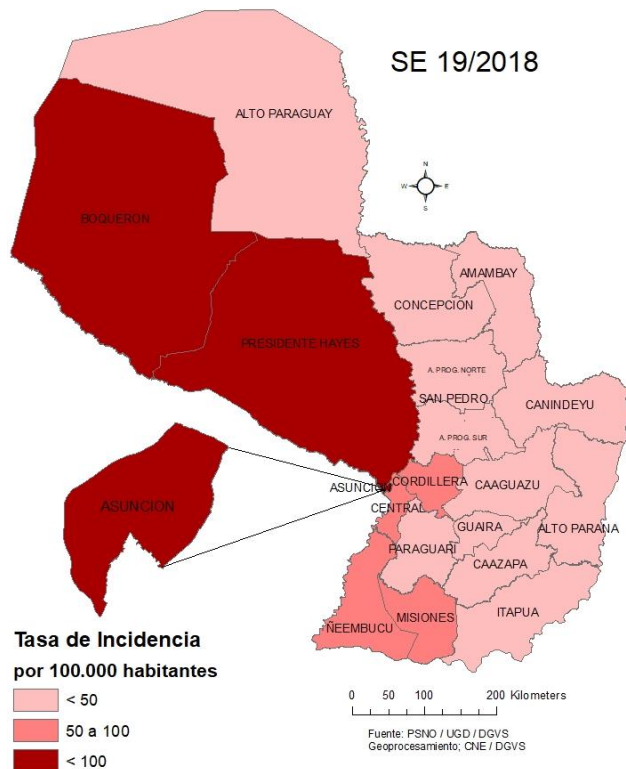 SE 19/2018
ALTO PARAGUAY
N
W
E
S
BOQUERON
AMAMBAY
CONCEPCIÓN
PRESIDENTE HAYES
A. PROG. NORTE
SAN PEDRO
CANINDEYU
A. PROG. SUR
ASUNCION
CORDILLERA
CAAGUAZU
ASUNCION
CENTRAL
GUAIRA
ALTO PARANA
PARAGUARI
CAAZAPA
MISIONES
ITAPUA
ÑEEMBUCU
Tasa de Incidencia
por 100.000 habitantes
< 50
50 a 100
< 100
0 50 100 200 Kilometers
Fuente: PSNO / UGD / DGVS
Geoprocesamiento; CNE / DGVS